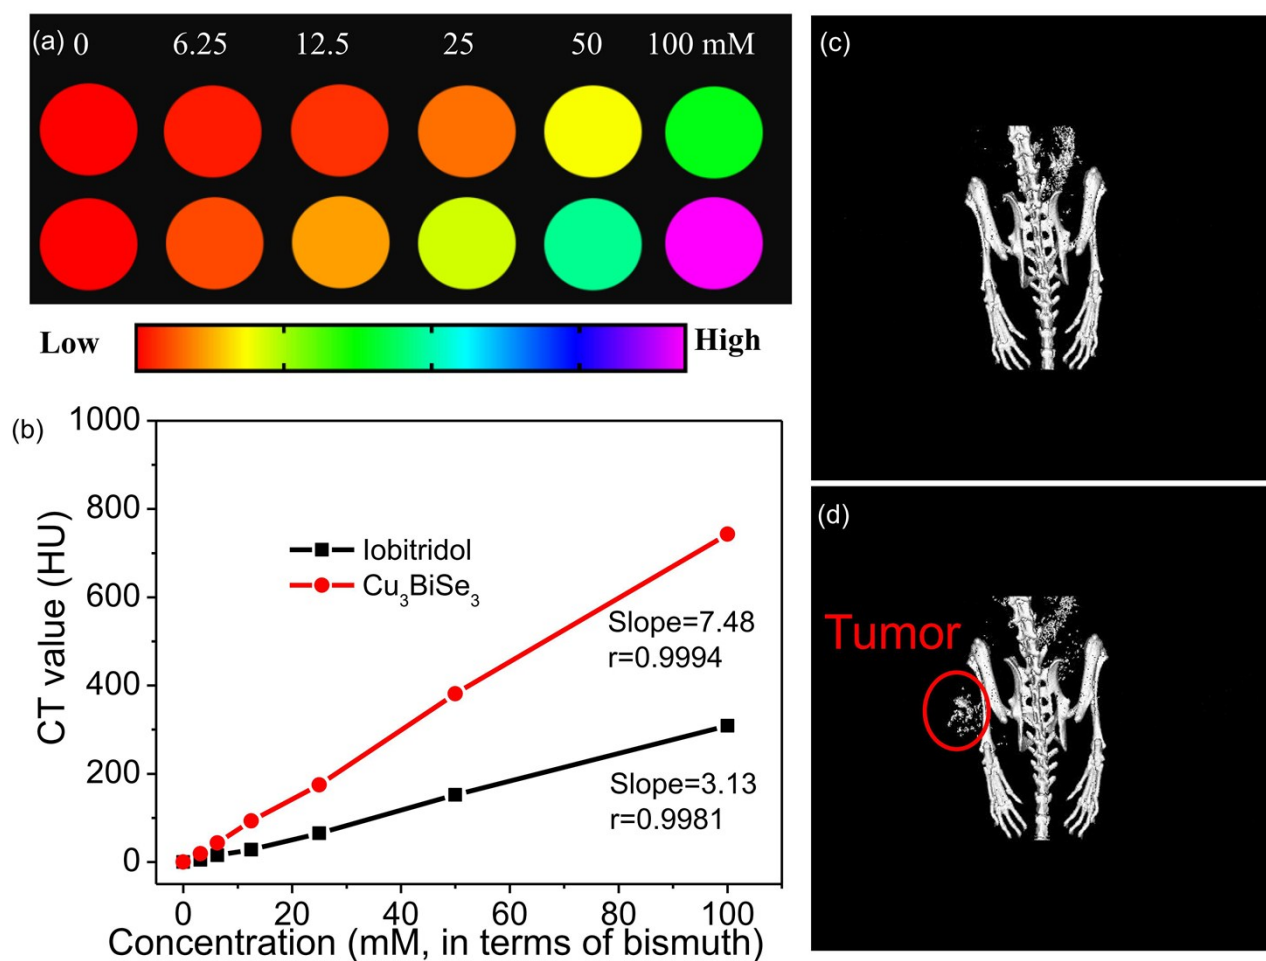 (a) 0 6.25 12.5 25 50 100 mM
Low High
(b)
1000
800
600
400
200
0
CT value (HU)
Iobitridol
Cu₃BiSe₃
Slope=7.48
r=0.9994
Slope=3.13
r=0.9981
0 20 40 60 80 100
Concentration (mM, in terms of bismuth)
(c)
(d)
Tumor